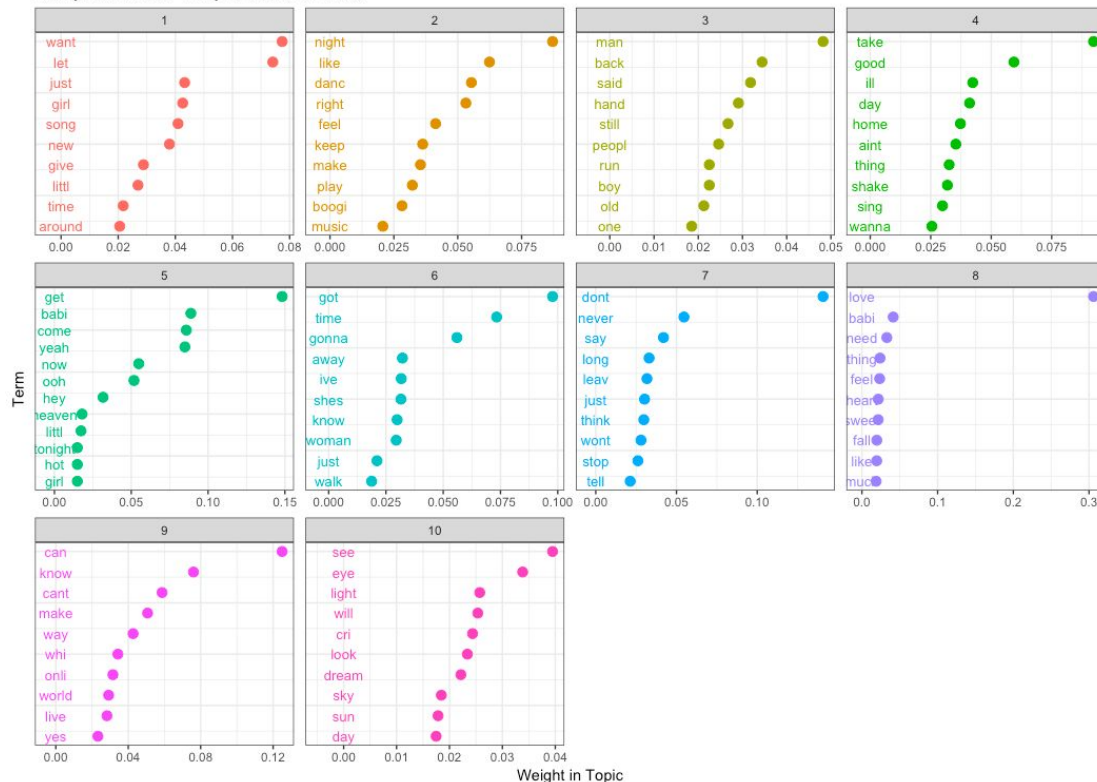 1
want
let
just
girl
song
new
give
littl
time
around
0.00 0.02 0.04 0.06 0.08
2
night
like
danc
right
feel
keep
make
play
boogi
music
0.000 0.025 0.050 0.075
3
man
back
said
hand
still
peopl
run
boy
old
one
0.00 0.01 0.02 0.03 0.04 0.05
4
take
good
ill
day
home
aint
thing
shake
sing
wanna
0.000 0.025 0.050 0.075
Term
5
get
babi
come
yeah
now
ooh
hey
heaven
littl
tonight
hot
girl
0.00 0.05 0.10 0.15
6
got
time
gonna
away
ive
shes
know
woman
just
walk
0.000 0.025 0.050 0.075 0.100
7
dont
never
say
long
leav
just
think
wont
stop
tell
0.00 0.05 0.10
8
love
babi
need
thing
feel
hear
swee
fall
like
muc
0.0 0.1 0.2 0.3
9
can
know
cant
make
way
whi
onli
world
live
yes
0.00 0.04 0.08 0.12
10
see
eye
light
will
cri
look
dream
sky
sun
day
0.00 0.01 0.02 0.03 0.04
Weight in Topic